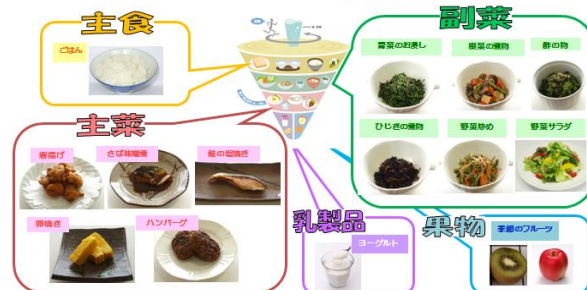 主食
ごはん
副菜
青菜のお浸し
根菜の煮物
酢の物
ひじきの煮物
野菜炒め
野菜サラダ
主菜
唐揚げ
さば味噌煮
鮭の塩焼き
卵焼き
ハンバーグ
乳製品
ヨーグルト
果物
季節のフルーツ